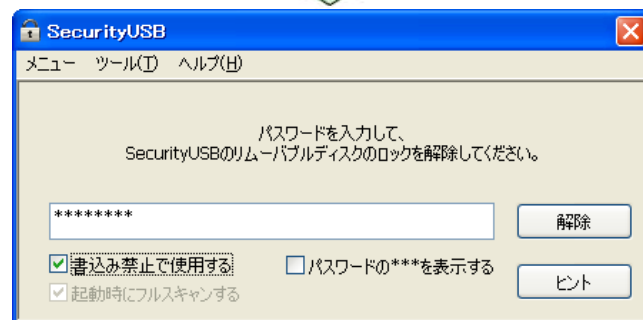 SecurityUSB
メニュー ツール(T) ヘルプ(H)
パスワードを入力して、
SecurityUSBのリムーバブルディスクのロックを解除してください。
******** 解除
書込み禁止で使用する パスワードの***を表示する
起動時にフルスキャンする ヒント